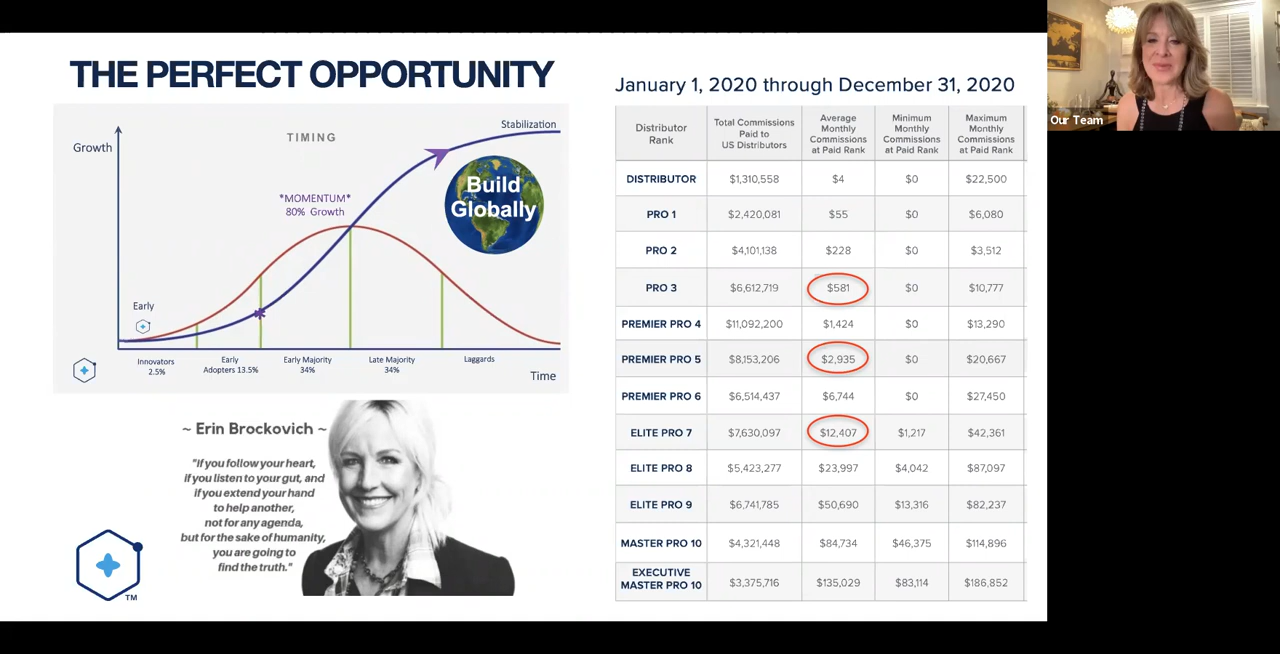 THE PERFECT OPPORTUNITY
TIMING
Growth
Stabilization
*MOMENTUM*
80% Growth
Build
Globally
Early
Innovators
2.5%
Early
Adopters 13.5%
Early Majority
34%
Late Majority
34%
Laggards
Time
~ Erin Brockovich ~
"If you follow your heart,
if you listen to your gut, and
if you extend your hand
to help another,
not for any agenda,
but for the sake of humanity,
you are going to
find the truth."
TM
January 1, 2020 through December 31, 2020
Distributor
Rank
Total Commissions
Paid to
US Distributors
Average
Monthly
Commissions
at Paid Rank
Minimum
Monthly
Commissions
at Paid Rank
Maximum
Monthly
Commissions
at Paid Rank
DISTRIBUTOR $1,310,558 $4 $0 $22,500
PRO 1 $2,420,081 $55 $0 $6,080
PRO 2 $4,101,138 $228 $0 $3,512
PRO 3 $6,612,719 $581 $0 $10,777
PREMIER PRO 4 $11,092,200 $1,424 $0 $13,290
PREMIER PRO 5 $8,153,206 $2,935 $0 $20,667
PREMIER PRO 6 $6,514,437 $6,744 $0 $27,450
ELITE PRO 7 $7,630,097 $12,407 $1,217 $42,361
ELITE PRO 8 $5,423,277 $23,997 $4,042 $87,097
ELITE PRO 9 $6,741,785 $50,690 $13,316 $82,237
MASTER PRO 10 $4,321,448 $84,734 $46,375 $114,896
EXECUTIVE
MASTER PRO 10 $3,375,716 $135,029 $83,114 $186,852
Our Team